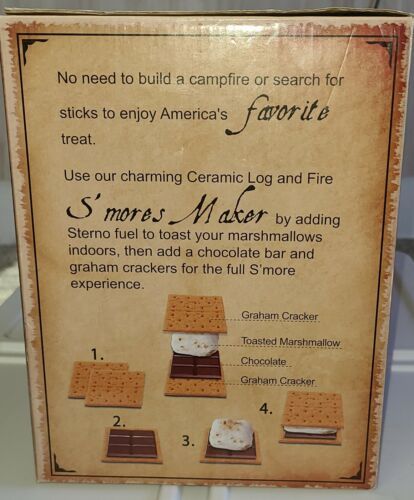 No need to build a campfire or search for
sticks to enjoy America's favorite
treat.
Use our charming Ceramic Log and Fire
S'mores Maker by adding
Sterno fuel to toast your marshmallows
indoors, then add a chocolate bar and
graham crackers for the full S'more
experience.
Graham Cracker
Toasted Marshmallow
Chocolate
Graham Cracker
1.
2.
3.
4.